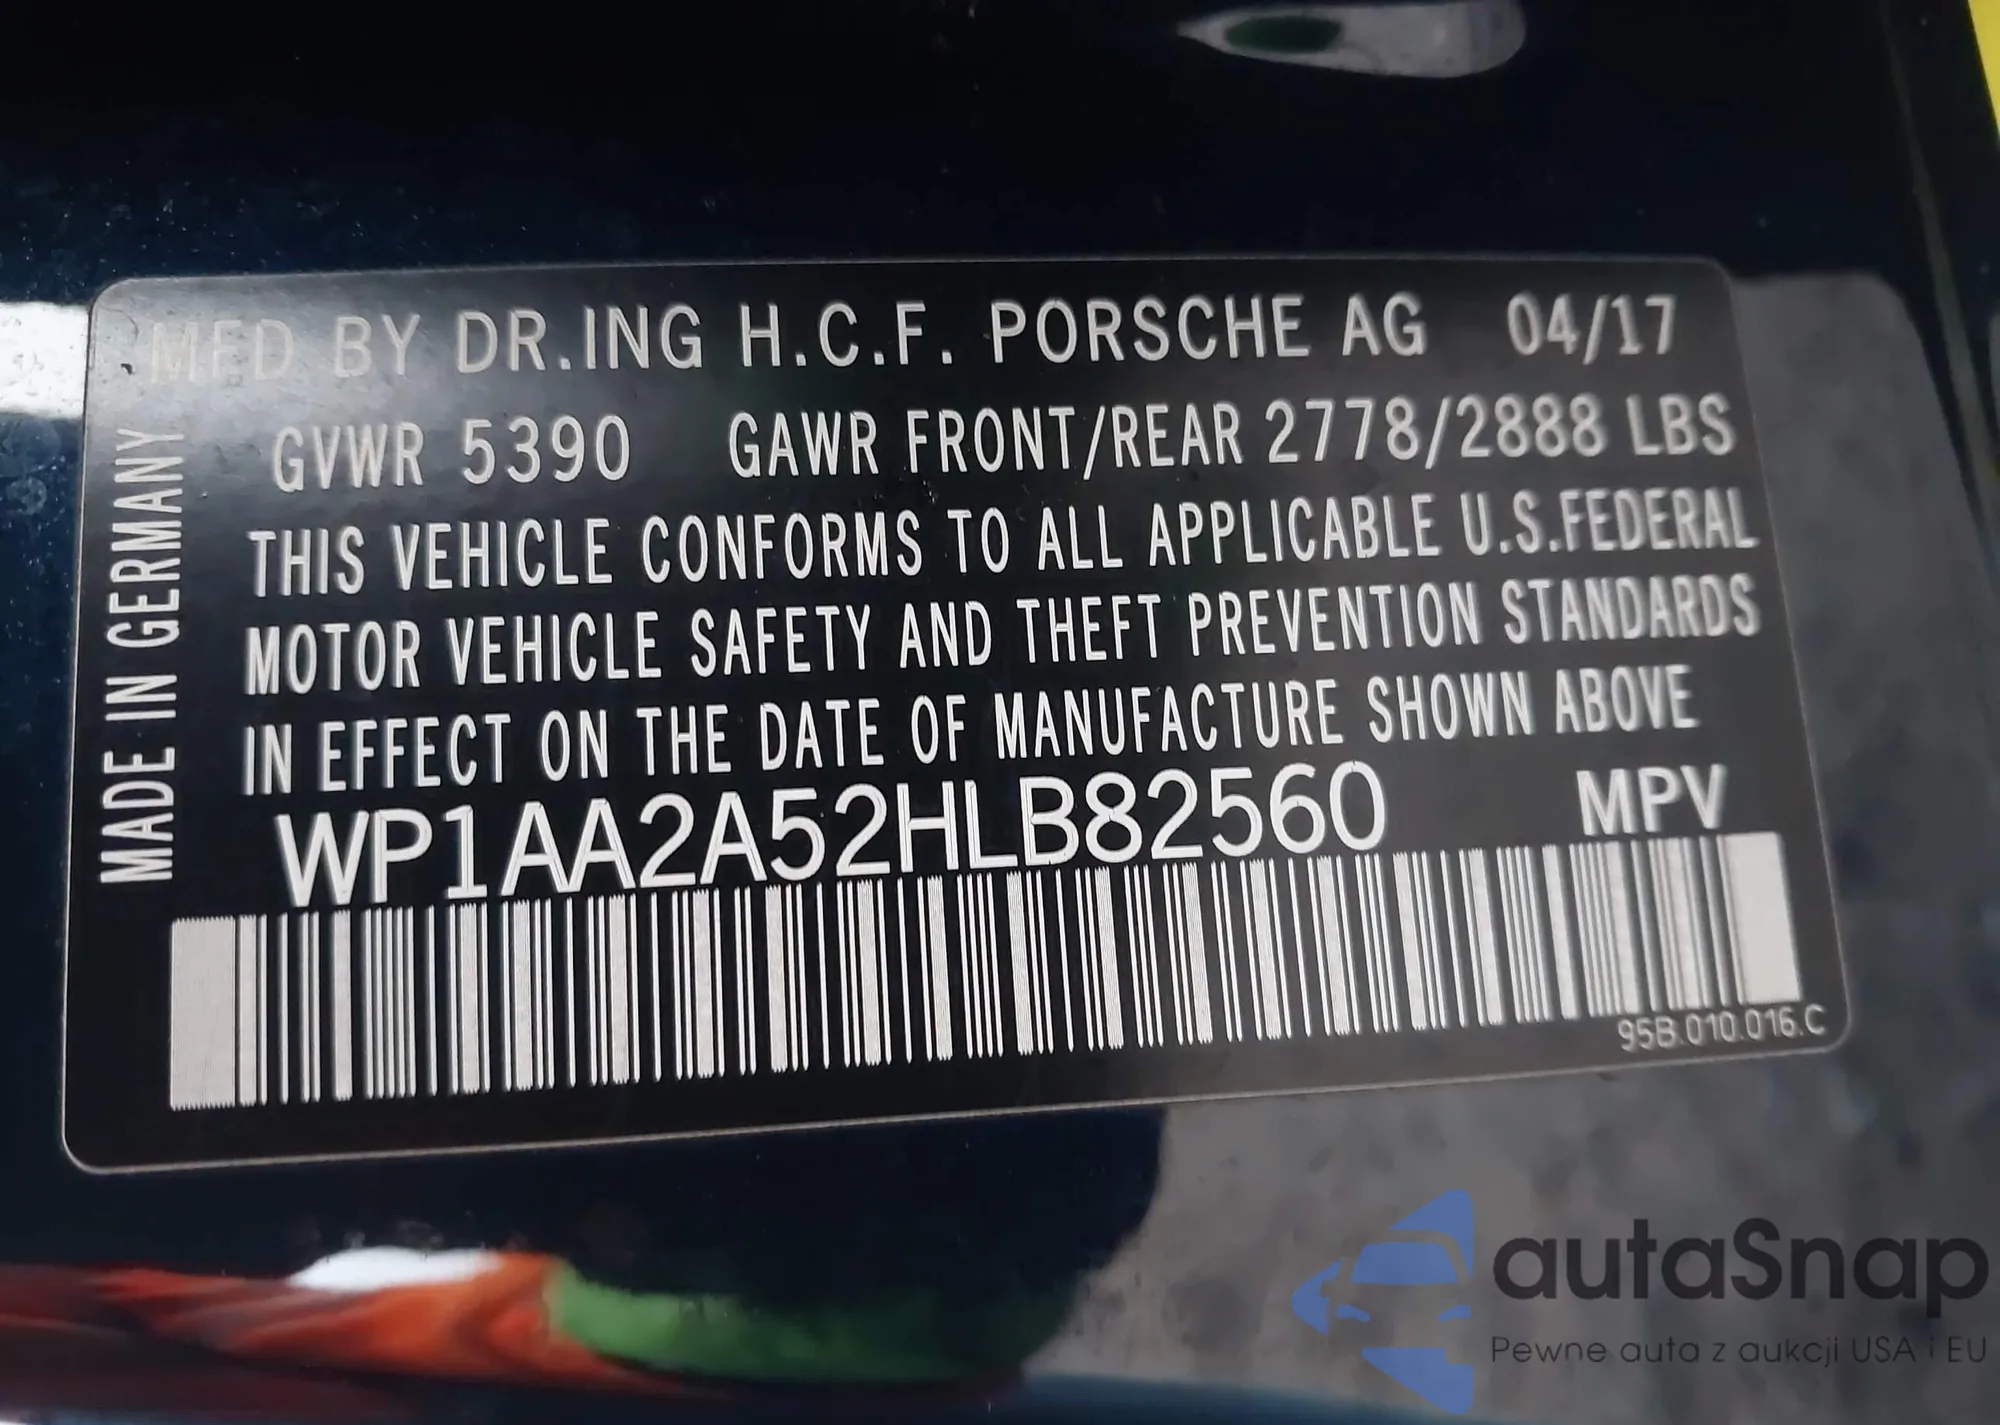 MFD BY DR.ING H.C.F. PORSCHE AG 04/17
GVWR 5390 GAWR FRONT/REAR 2778/2888 LBS
THIS VEHICLE CONFORMS TO ALL APPLICABLE U.S.FEDERAL
MOTOR VEHICLE SAFETY AND THEFT PREVENTION STANDARDS
IN EFFECT ON THE DATE OF MANUFACTURE SHOWN ABOVE
WP1AA2A52HLB82560 MPV
95B.010.016.C
MADE IN GERMANY
autaSnap
Pewne auta z aukcji USA i EU